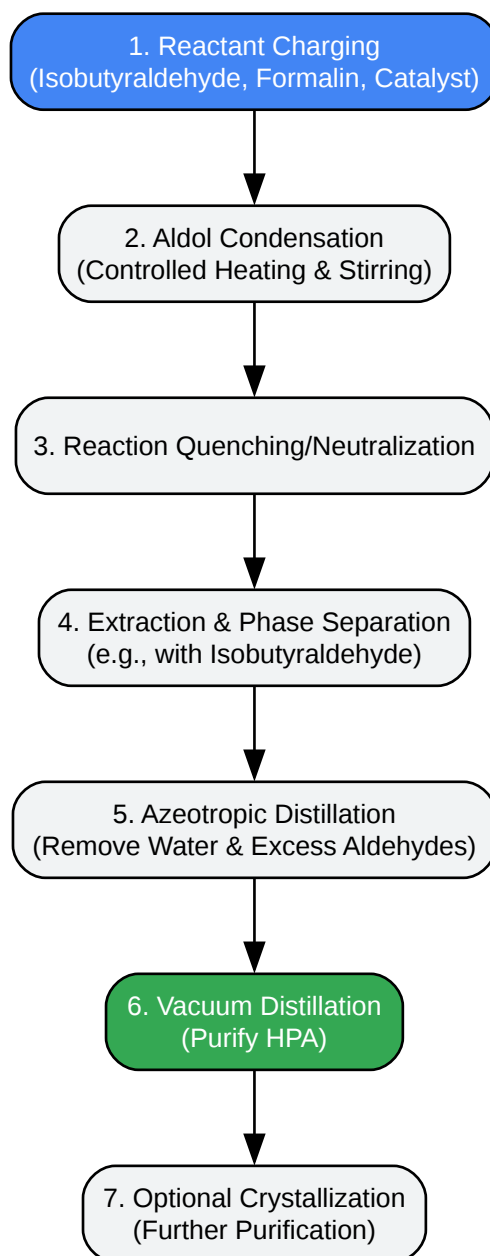 1. Reactant Charging
(Isobutyraldehyde, Formalin, Catalyst)
2. Aldol Condensation
(Controlled Heating & Stirring)
3. Reaction Quenching/Neutralization
4. Extraction & Phase Separation
(e.g., with Isobutyraldehyde)
5. Azeotropic Distillation
(Remove Water & Excess Aldehydes)
6. Vacuum Distillation
(Purify HPA)
7. Optional Crystallization
(Further Purification)